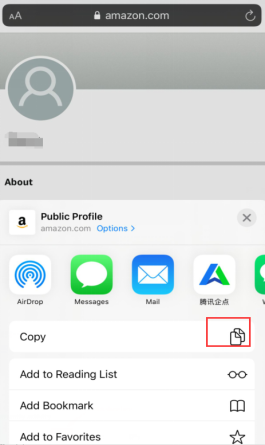 AA amazon.com
About
a Public Profile
amazon.com Options >
AirDrop Messages Mail 腾讯企点
Copy
Add to Reading List
Add Bookmark
Add to Favorites